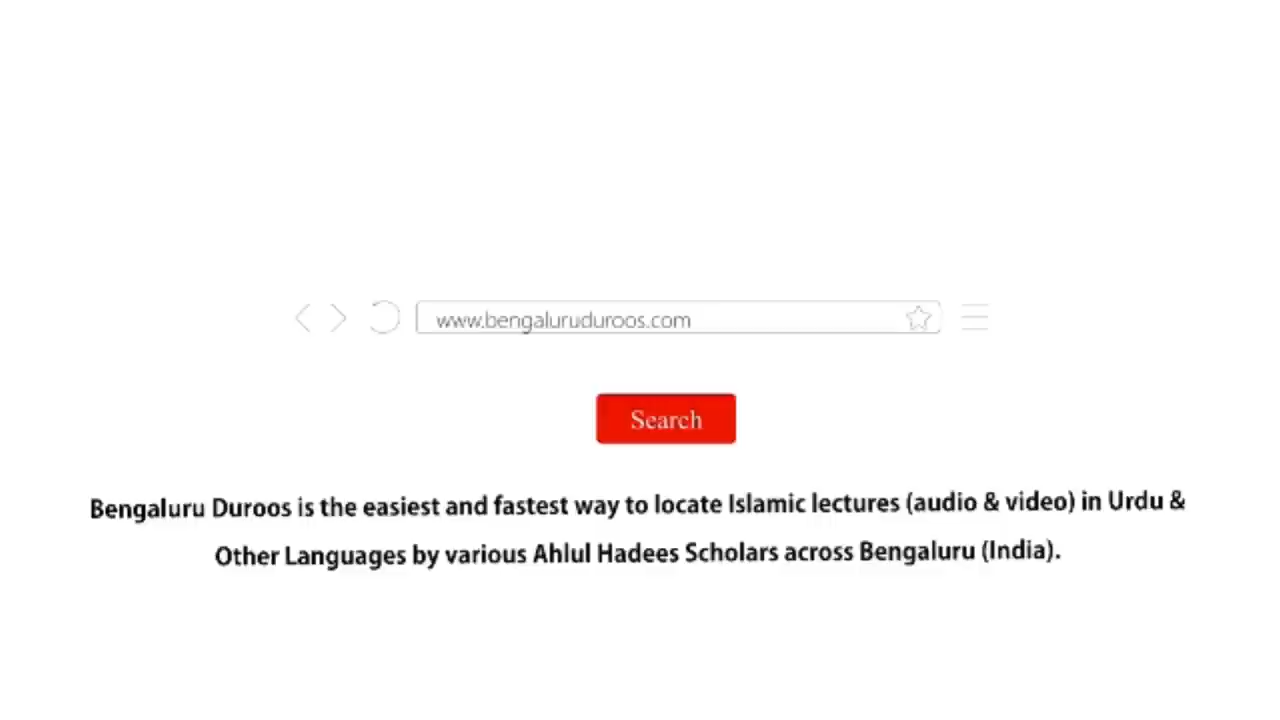 www.bengaluruduroos.com
Search
Bengaluru Duroos is the easiest and fastest way to locate Islamic lectures (audio & video) in Urdu &
Other Languages by various Ahlul Hadees Scholars across Bengaluru (India).